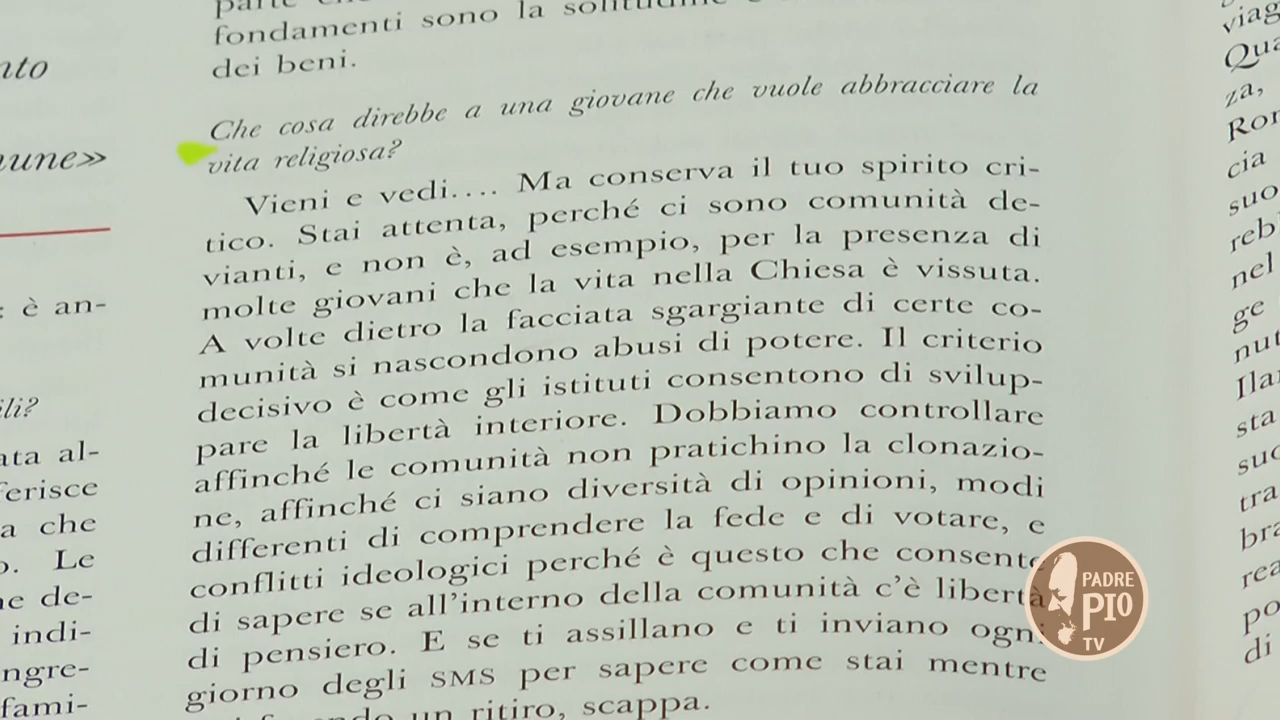 nto
mune»
: è an-
ili?
ata al-
ferisce
a che
o. Le
ne de-
indi-
ngre-
fami-
parte che
fondamenti sono la solitudine e
dei beni.
Che cosa direbbe a una giovane che vuole abbracciare la
vita religiosa?
Vieni e vedi.... Ma conserva il tuo spirito cri-
tico. Stai attenta, perché ci sono comunità de-
vianti, e non è, ad esempio, per la presenza di
molte giovani che la vita nella Chiesa è vissuta.
A volte dietro la facciata sgargiante di certe co-
munità si nascondono abusi di potere. Il criterio
decisivo è come gli istituti consentono di svilup-
pare la libertà interiore. Dobbiamo controllare
affinché le comunità non pratichino la clonazio-
ne, affinché ci siano diversità di opinioni, modi
differenti di comprendere la fede e di votare, e
conflitti ideologici perché è questo che consente
di sapere se all'interno della comunità c'è libertà
di pensiero. E se ti assillano e ti inviano ogni
giorno degli SMS per sapere come stai mentre
un ritiro, scappa.
viag
Qua
za,
Ron
cia
suo
reb
nel
ge
nut
Ilar
sta
suo
tra
bra
rea
po
di
PADRE
PIO
TV